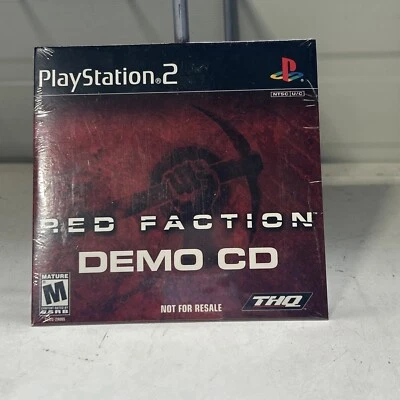 PlayStation®2
NTSC U/C
RED FACTION™
DEMO CD
MATURE
M
ESRB
NOT FOR RESALE
THQ